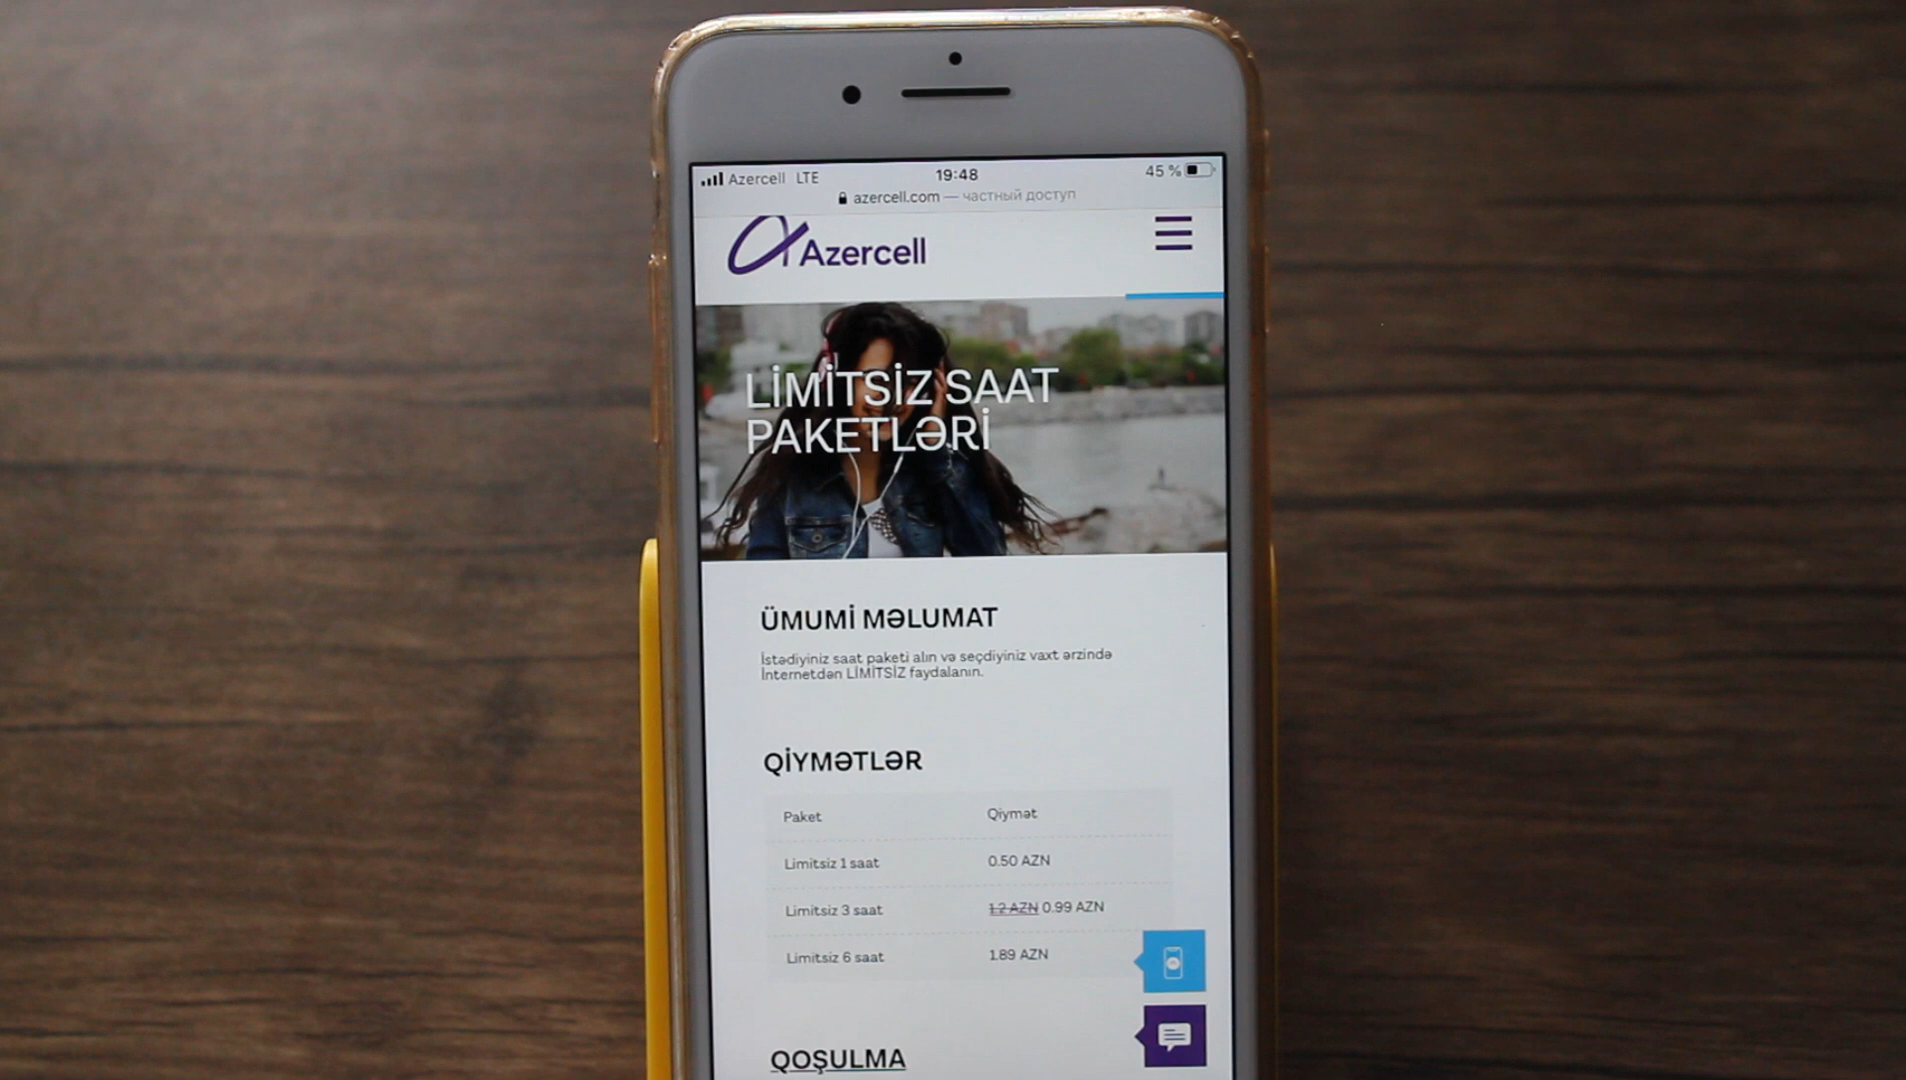 Azercell LTE 19:48 45 %
azercell.com — частный доступ
Azercell
LİMİTSİZ SAAT
PAKETLƏRİ
ÜMUMİ MƏLUMAT
İstədiyiniz saat paketi alın və seçdiyiniz vaxt ərzində
İnternetdən LİMİTSİZ faydalanın.
QİYMƏTLƏR
Paket Qiymət
Limitsiz 1 saat 0.50 AZN
Limitsiz 3 saat 1.2 AZN 0.99 AZN
Limitsiz 6 saat 1.89 AZN
QOŞULMA